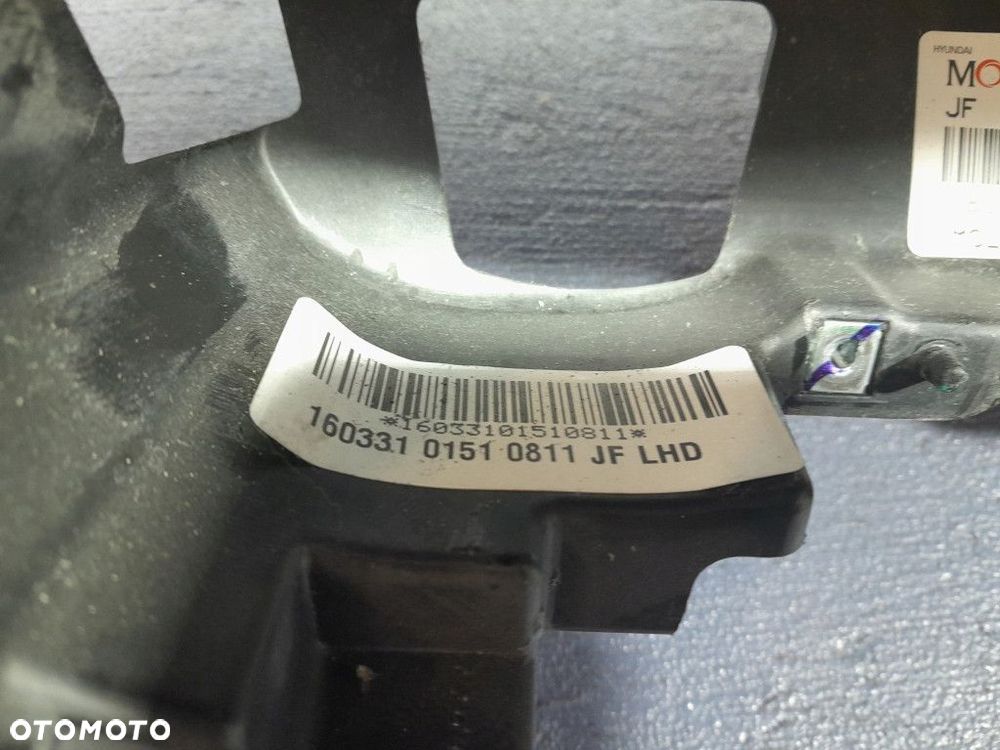 HYUNDAI
MO
JF
*16033101510811*
160331 0151 0811 JF LHD
OTOMOTO